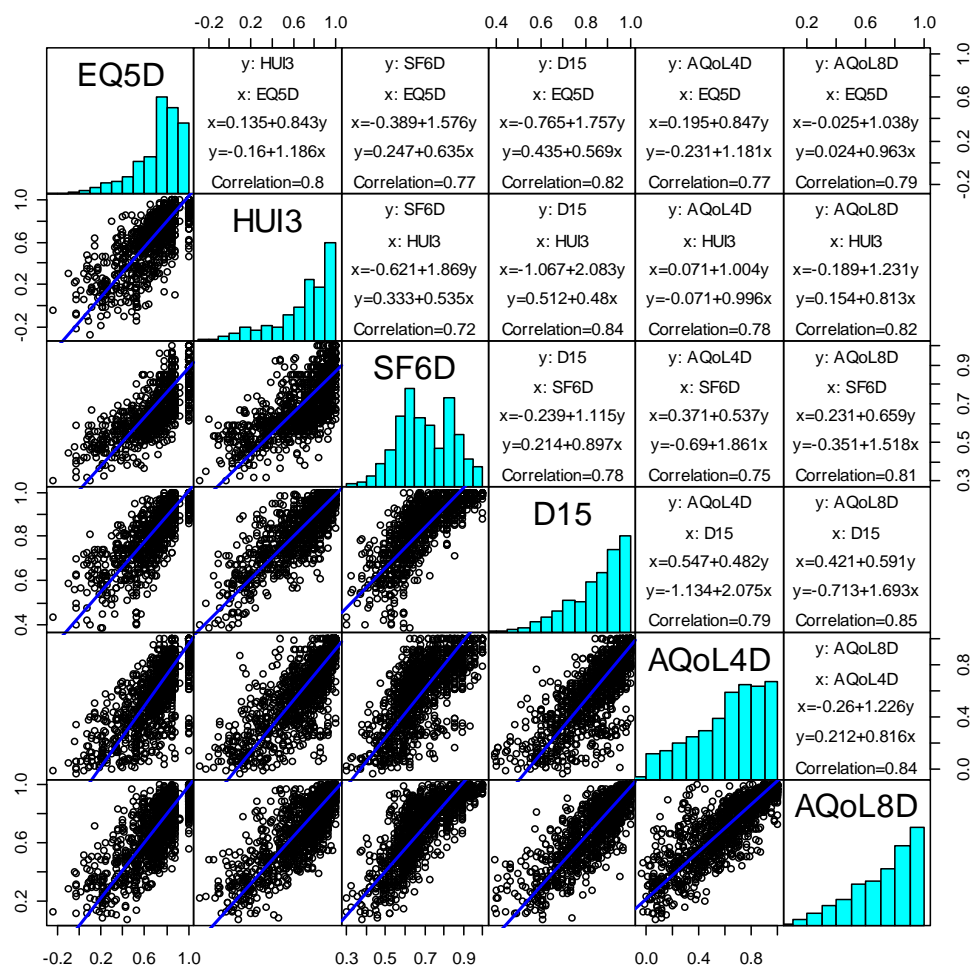 -0.2 0.2 0.6 1.0 0.4 0.6 0.8 1.0 0.2 0.6 1.0
EQ5D
y: HUI3
x: EQ5D
x=0.135+0.843y
y=-0.16+1.186x
Correlation=0.8
y: SF6D
x: EQ5D
x=-0.389+1.576y
y=0.247+0.635x
Correlation=0.77
y: D15
x: EQ5D
x=-0.765+1.757y
y=0.435+0.569x
Correlation=0.82
y: AQoL4D
x: EQ5D
x=0.195+0.847y
y=-0.231+1.181x
Correlation=0.77
y: AQoL8D
x: EQ5D
x=-0.025+1.038y
y=0.024+0.963x
Correlation=0.79
1.0
0.6
0.2
-0.2
1.0
0.6
0.2
-0.2
HUI3
y: SF6D
x: HUI3
x=-0.621+1.869y
y=0.333+0.535x
Correlation=0.72
y: D15
x: HUI3
x=-1.067+2.083y
y=0.512+0.48x
Correlation=0.84
y: AQoL4D
x: HUI3
x=0.071+1.004y
y=-0.071+0.996x
Correlation=0.78
y: AQoL8D
x: HUI3
x=-0.189+1.231y
y=0.154+0.813x
Correlation=0.82
SF6D
y: D15
x: SF6D
x=-0.239+1.115y
y=0.214+0.897x
Correlation=0.78
y: AQoL4D
x: SF6D
x=0.371+0.537y
y=-0.69+1.861x
Correlation=0.75
y: AQoL8D
x: SF6D
x=0.231+0.659y
y=-0.351+1.518x
Correlation=0.81
0.9
0.7
0.5
0.3
1.0
0.8
0.6
0.4
D15
y: AQoL4D
x: D15
x=0.547+0.482y
y=-1.134+2.075x
Correlation=0.79
y: AQoL8D
x: D15
x=0.421+0.591y
y=-0.713+1.693x
Correlation=0.85
AQoL4D
y: AQoL8D
x: AQoL4D
x=-0.26+1.226y
y=0.212+0.816x
Correlation=0.84
0.8
0.4
0.0
1.0
0.6
0.2
AQoL8D
-0.2 0.2 0.6 1.0 0.3 0.5 0.7 0.9 0.0 0.4 0.8